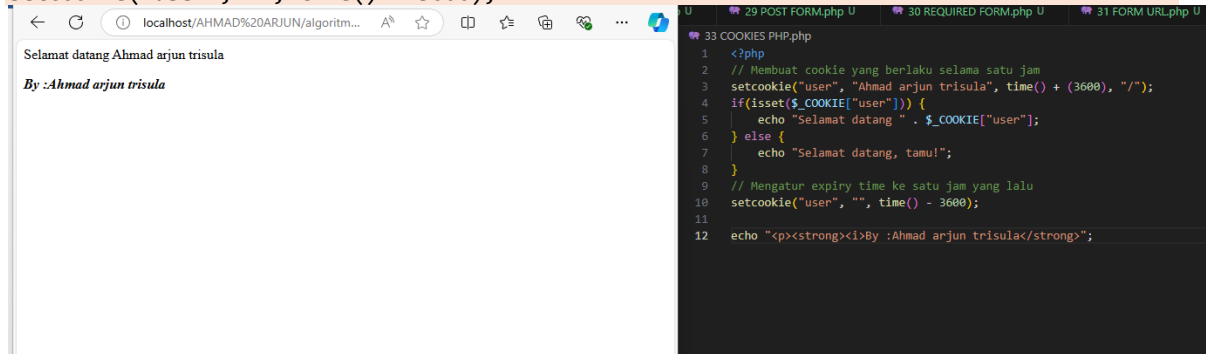 localhost/AHMAD%20ARJUN/algoritm...
Selamat datang Ahmad arjun trisula
By :Ahmad arjun trisula
U 29 POST FORM.php U 30 REQUIRED FORM.php U 31 FORM URL.php U
33 COOKIES PHP.php
1 <?php
2 // Membuat cookie yang berlaku selama satu jam
3 setcookie("user", "Ahmad arjun trisula", time() + (3600), "/");
4 if(isset($_COOKIE["user"])) {
5 echo "Selamat datang " . $_COOKIE["user"];
6 } else {
7 echo "Selamat datang, tamu!";
8 }
9 // Mengatur expiry time ke satu jam yang lalu
10 setcookie("user", "", time() - 3600);
11
12 echo "<p><strong><i>By :Ahmad arjun trisula</strong>";